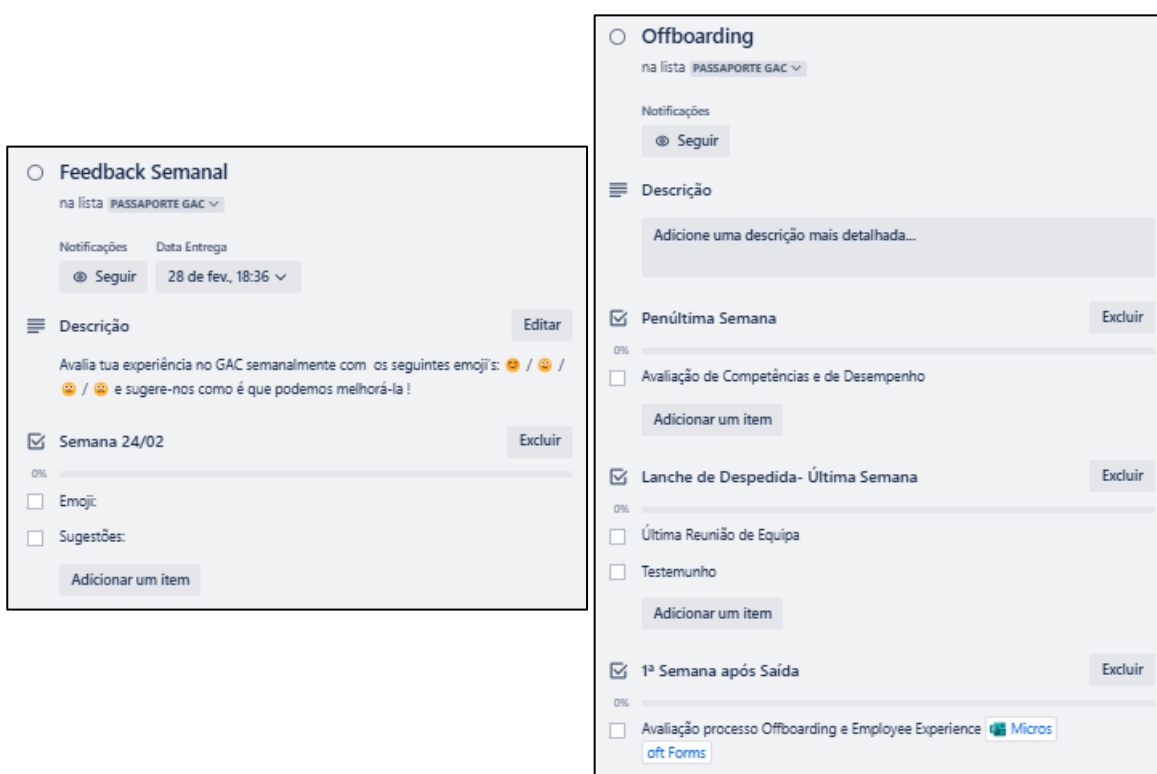 Feedback Semanal
na lista PASSAPORTE GAC
Notificações Data Entrega
Seguir 28 de fev., 18:36
Descrição Editar
Avalia tua experiência no GAC semanalmente com os seguintes emoji's: 😊 / 🙂 /
😐 / 😩 e sugere-nos como é que podemos melhorá-la !
Semana 24/02 Excluir
0%
Emoji:
Sugestões:
Adicionar um item
Offboarding
na lista PASSAPORTE GAC
Notificações
Seguir
Descrição
Adicione uma descrição mais detalhada...
Penúltima Semana Excluir
0%
Avaliação de Competências e de Desempenho
Adicionar um item
Lanche de Despedida- Última Semana Excluir
0%
Última Reunião de Equipa
Testemunho
Adicionar um item
1ª Semana após Saída Excluir
0%
Avaliação processo Offboarding e Employee Experience Micros
oft Forms